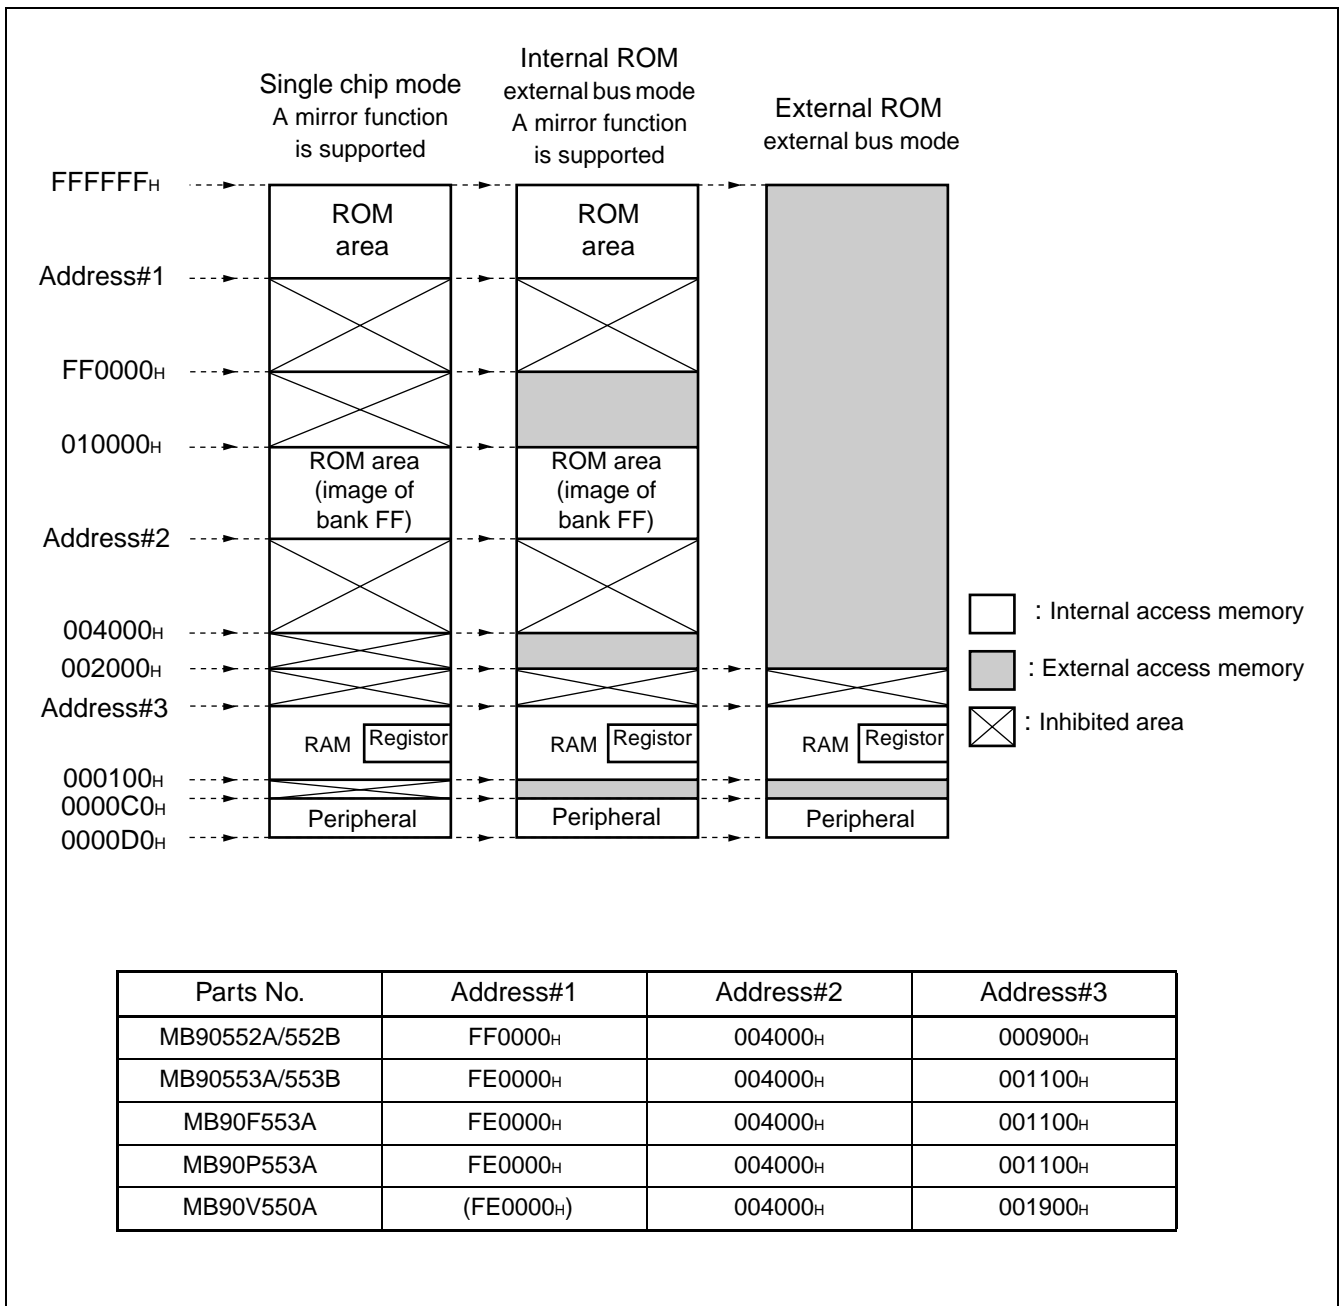 Single chip mode
A mirror function
is supported
Internal ROM
external bus mode
A mirror function
is supported
External ROM
external bus mode
FFFFFFH
Address#1
FF0000H
010000H
Address#2
004000H
002000H
Address#3
000100H
0000C0H
0000D0H
ROM
area
ROM area
(image of
bank FF)
RAM
Registor
Peripheral
ROM
area
ROM area
(image of
bank FF)
RAM
Registor
Peripheral
RAM
Registor
Peripheral
: Internal access memory
: External access memory
: Inhibited area
Parts No. Address#1 Address#2 Address#3
MB90552A/552B FF0000H 004000H 000900H
MB90553A/553B FE0000H 004000H 001100H
MB90F553A FE0000H 004000H 001100H
MB90P553A FE0000H 004000H 001100H
MB90V550A (FE0000H) 004000H 001900H